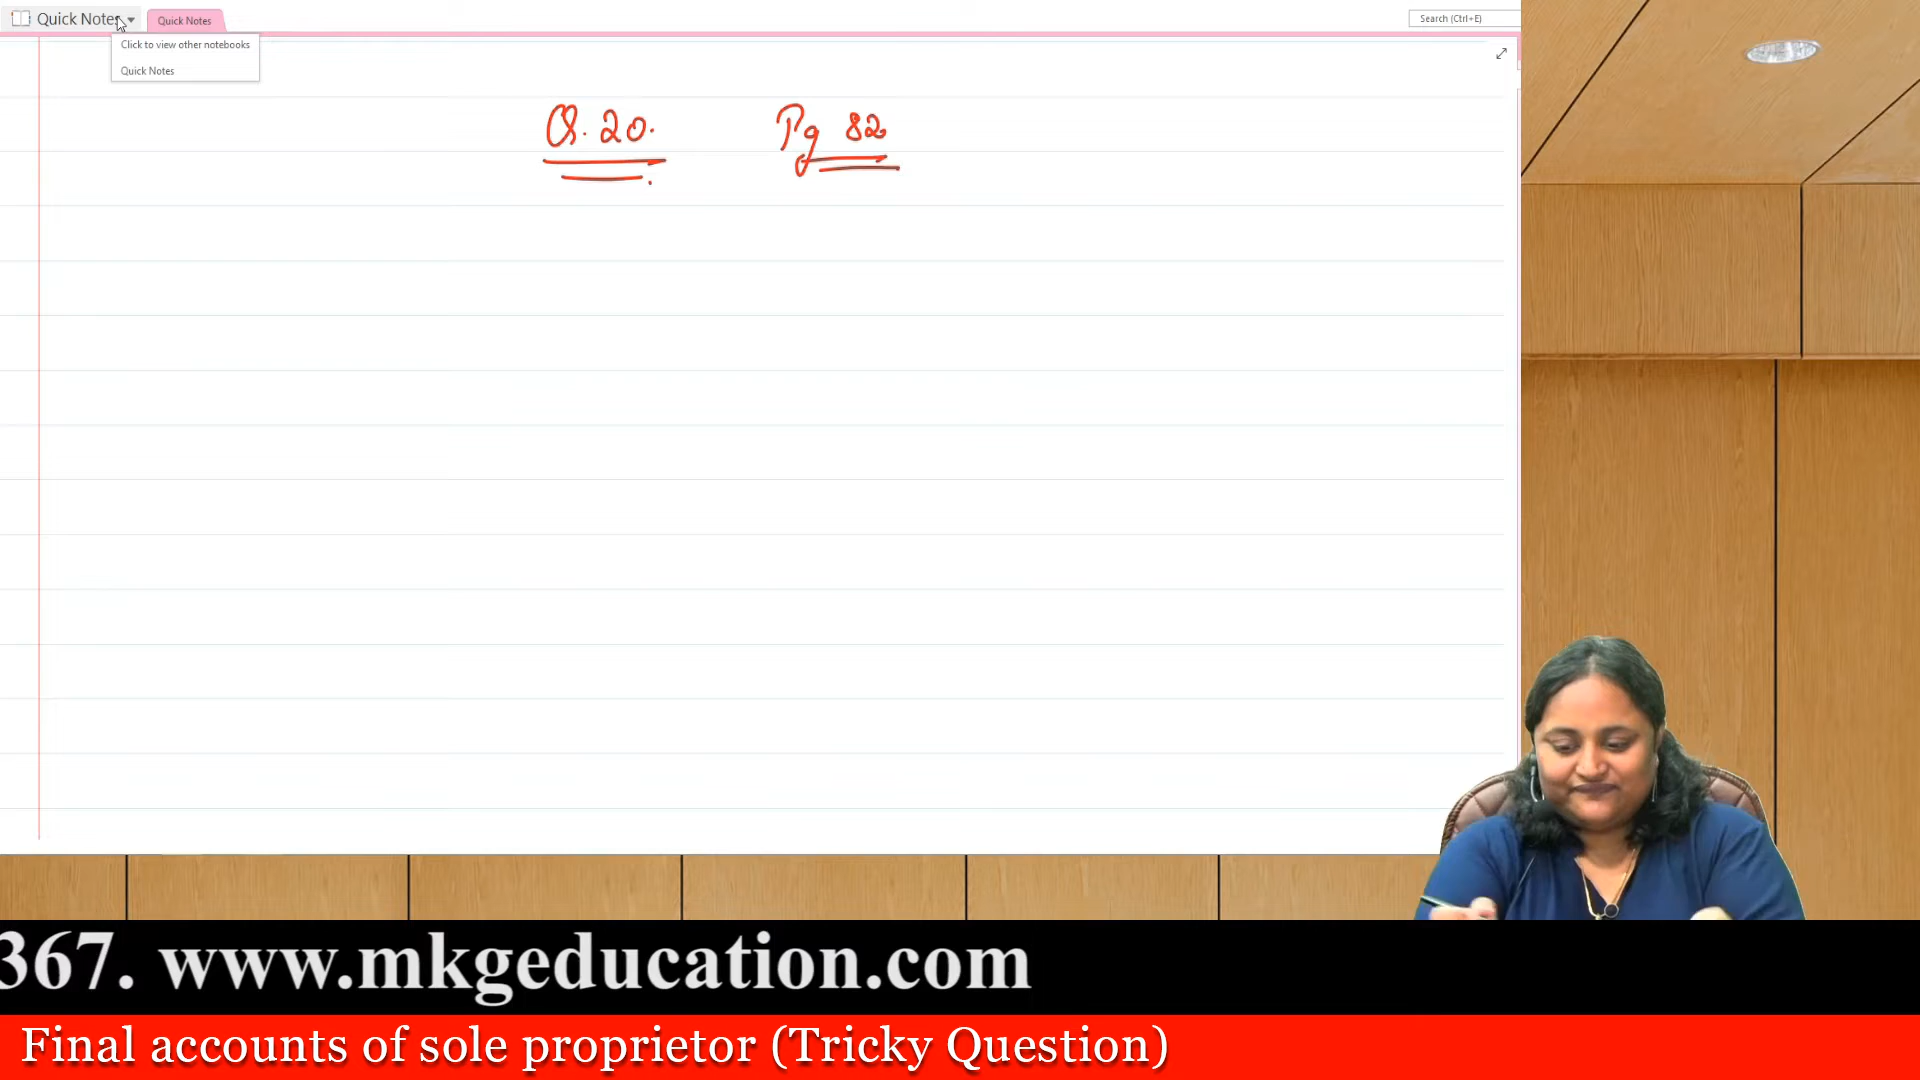 Quick Notes
Quick Notes
Search (Ctrl+E)
Click to view other notebooks
Quick Notes
Q. 20.
Pg 82
367. www.mkgeducation.com
Final accounts of sole proprietor (Tricky Question)